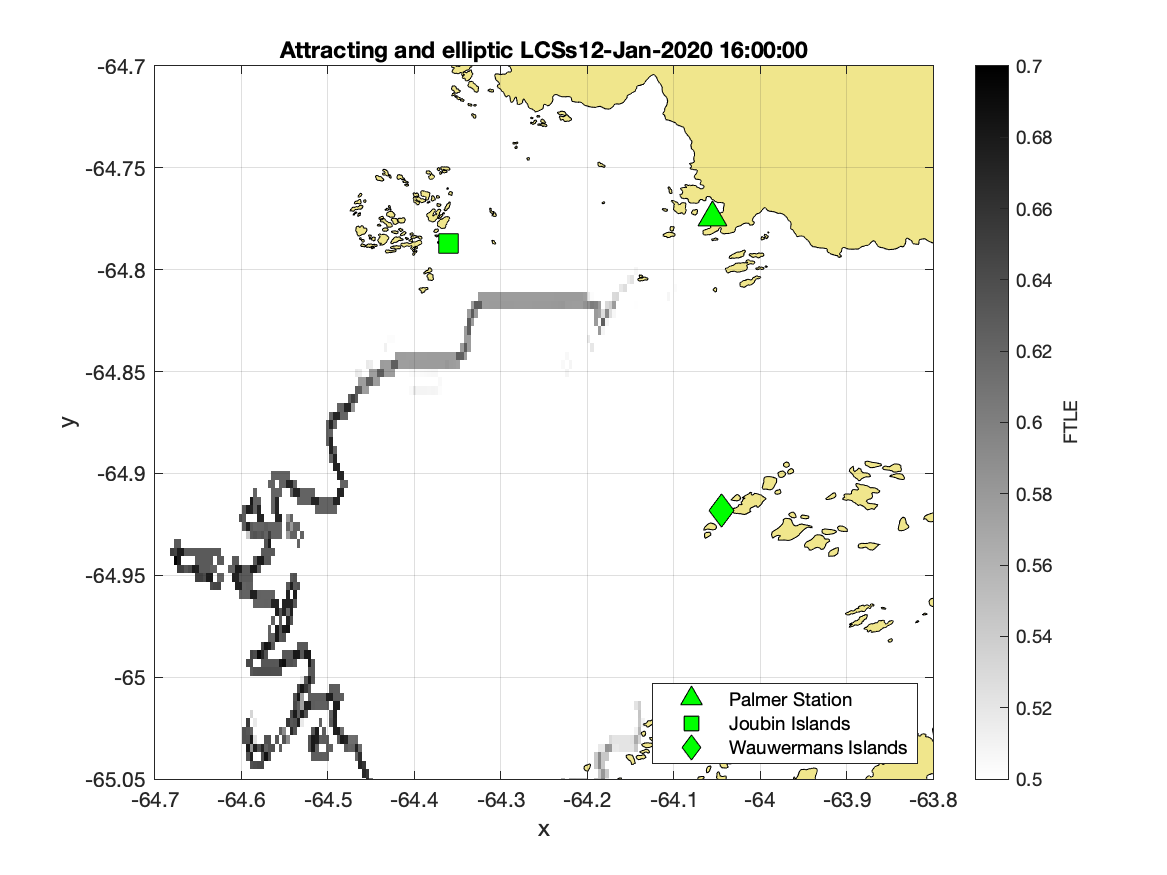 Attracting and elliptic LCSs12-Jan-2020 16:00:00
-64.7
-64.75
-64.8
-64.85
-64.9
-64.95
-65
-65.05
y
-64.7 -64.6 -64.5 -64.4 -64.3 -64.2 -64.1 -64 -63.9 -63.8
x
Palmer Station
Joubin Islands
Wauwermans Islands
0.7
0.68
0.66
0.64
0.62
0.6
0.58
0.56
0.54
0.52
0.5
FTLE